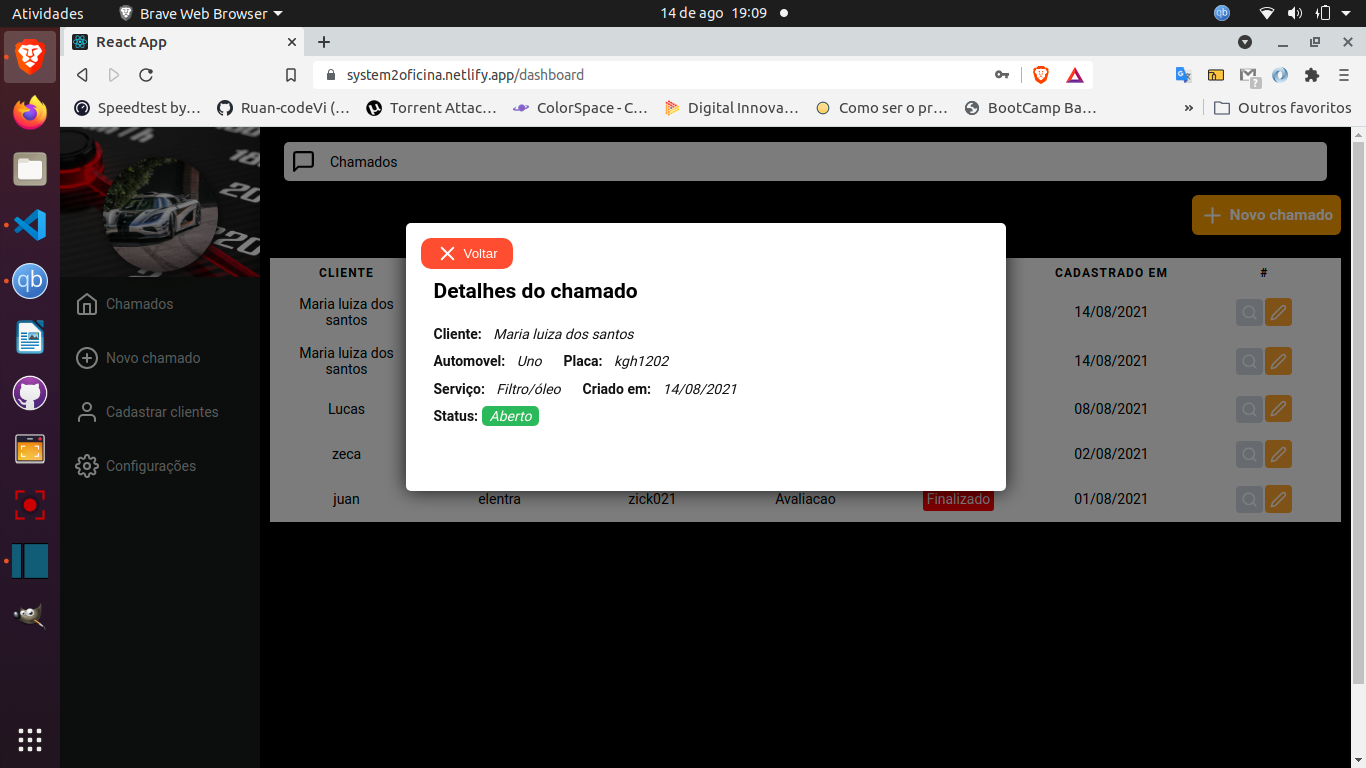 Atividades Brave Web Browser 14 de ago 19:09 qb
React App
system2oficina.netlify.app/dashboard
Speedtest by… Ruan-codeVi (… Torrent Attac… ColorSpace - C… Digital Innova… Como ser o pr… BootCamp Ba… » Outros favoritos
Chamados
Novo chamado
Voltar
Detalhes do chamado
Cliente: Maria luiza dos santos
Automovel: Uno Placa: kgh1202
Serviço: Filtro/óleo Criado em: 14/08/2021
Status: Aberto
CLIENTE CADASTRADO EM #
Maria luiza dos
santos 14/08/2021
Maria luiza dos
santos 14/08/2021
Lucas 08/08/2021
zeca 02/08/2021
juan elentra zick021 Avaliacao Finalizado 01/08/2021
Chamados
Novo chamado
Cadastrar clientes
Configurações
qb
180
200
220